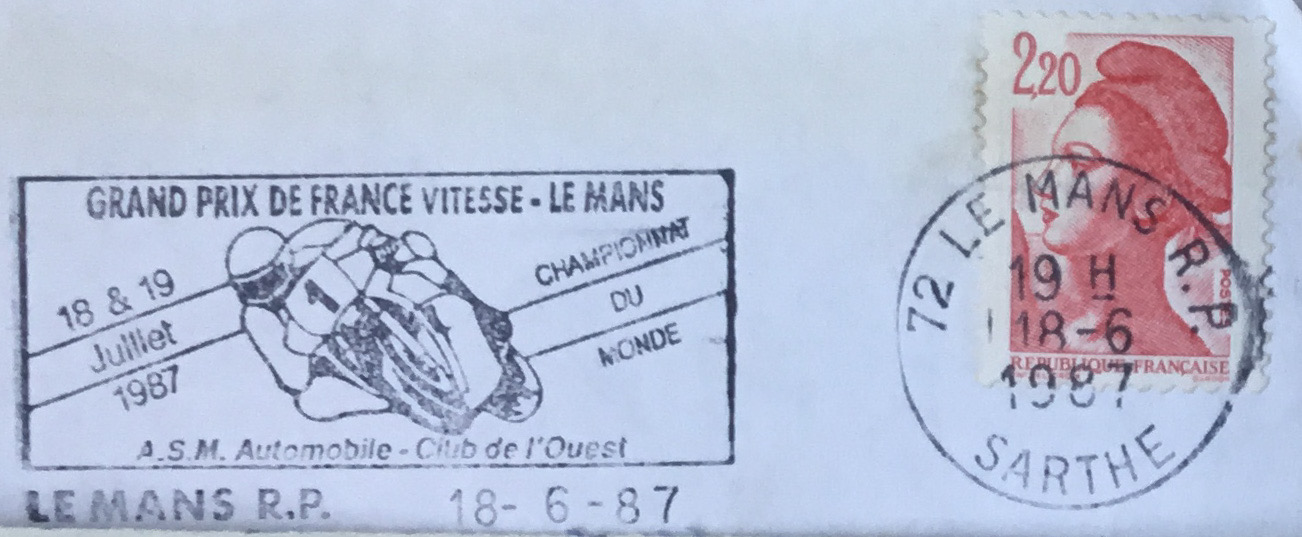 GRAND PRIX DE FRANCE VITESSE - LE MANS
18 & 19
Juillet
1987
1
CHAMPIONNAT
DU
MONDE
A.S.M. Automobile - Club de l'Ouest
LE MANS R.P. 18- 6 -87
2,20
POSTES
REPUBLIQUE FRANÇAISE
72 LE MANS R.P.
19 H
18-6
1987
SARTHE